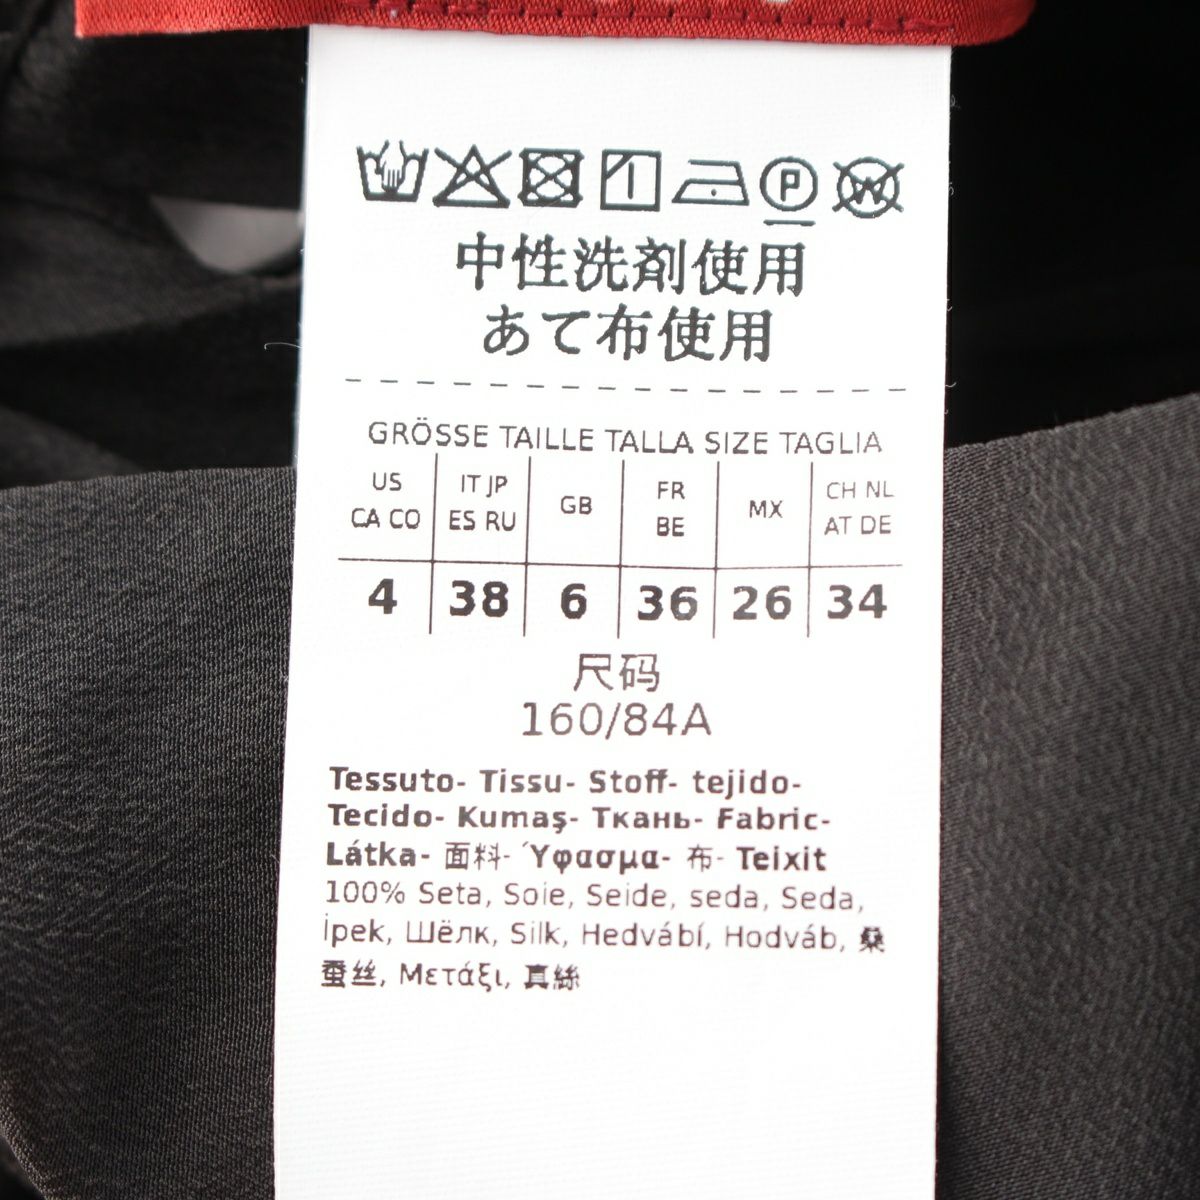 中性洗剤使用
あて布使用
GRÖSSE TAILLE TALLA SIZE TAGLIA
US CA CO
IT JP ES RU
GB
FR BE
MX
CH NL AT DE
4 38 6 36 26 34
尺码
160/84A
Tessuto- Tissu- Stoff- tejido-
Tecido- Kumaş- Ткань- Fabric-
Látka- 面料- ´Υφασμα- 布- Teixit
100% Seta, Soie, Seide, seda, Seda,
İpek, Шёлк, Silk, Hedvábí, Hodváb, 桑
蚕丝, Μετάξι, 真絲